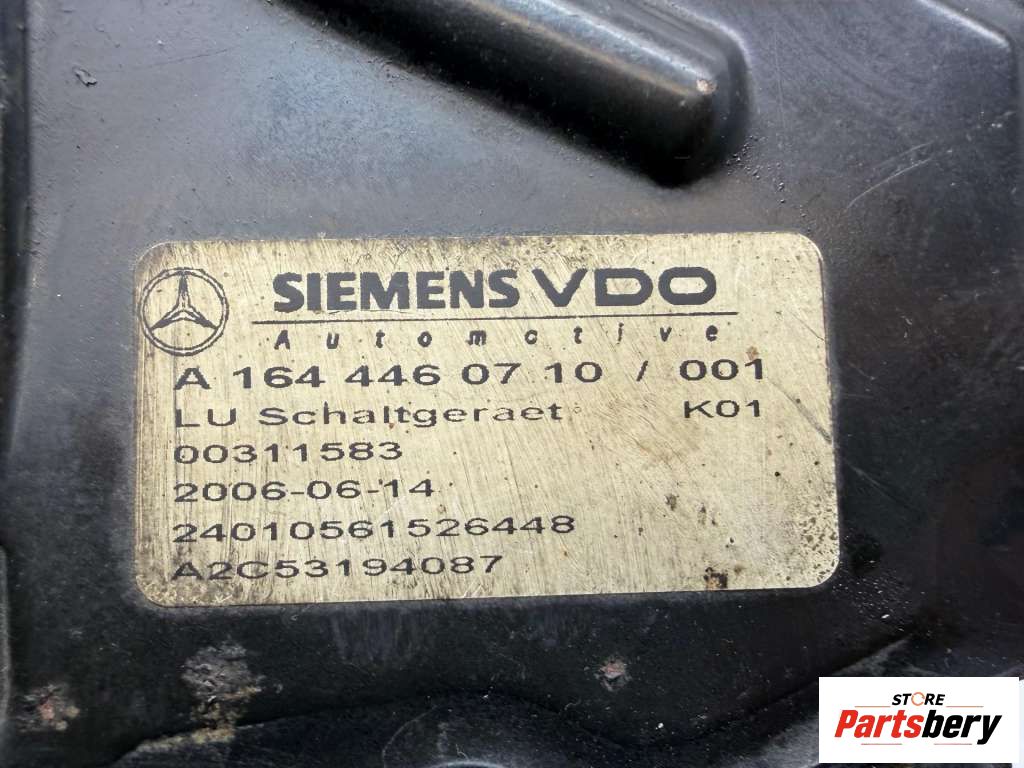 SIEMENS VDO
Automotive
A 164 446 07 10 / 001
LU Schaltgeraet K01
00311583
2006-06-14
24010561526448
A2C53194087
STORE
Partsbery